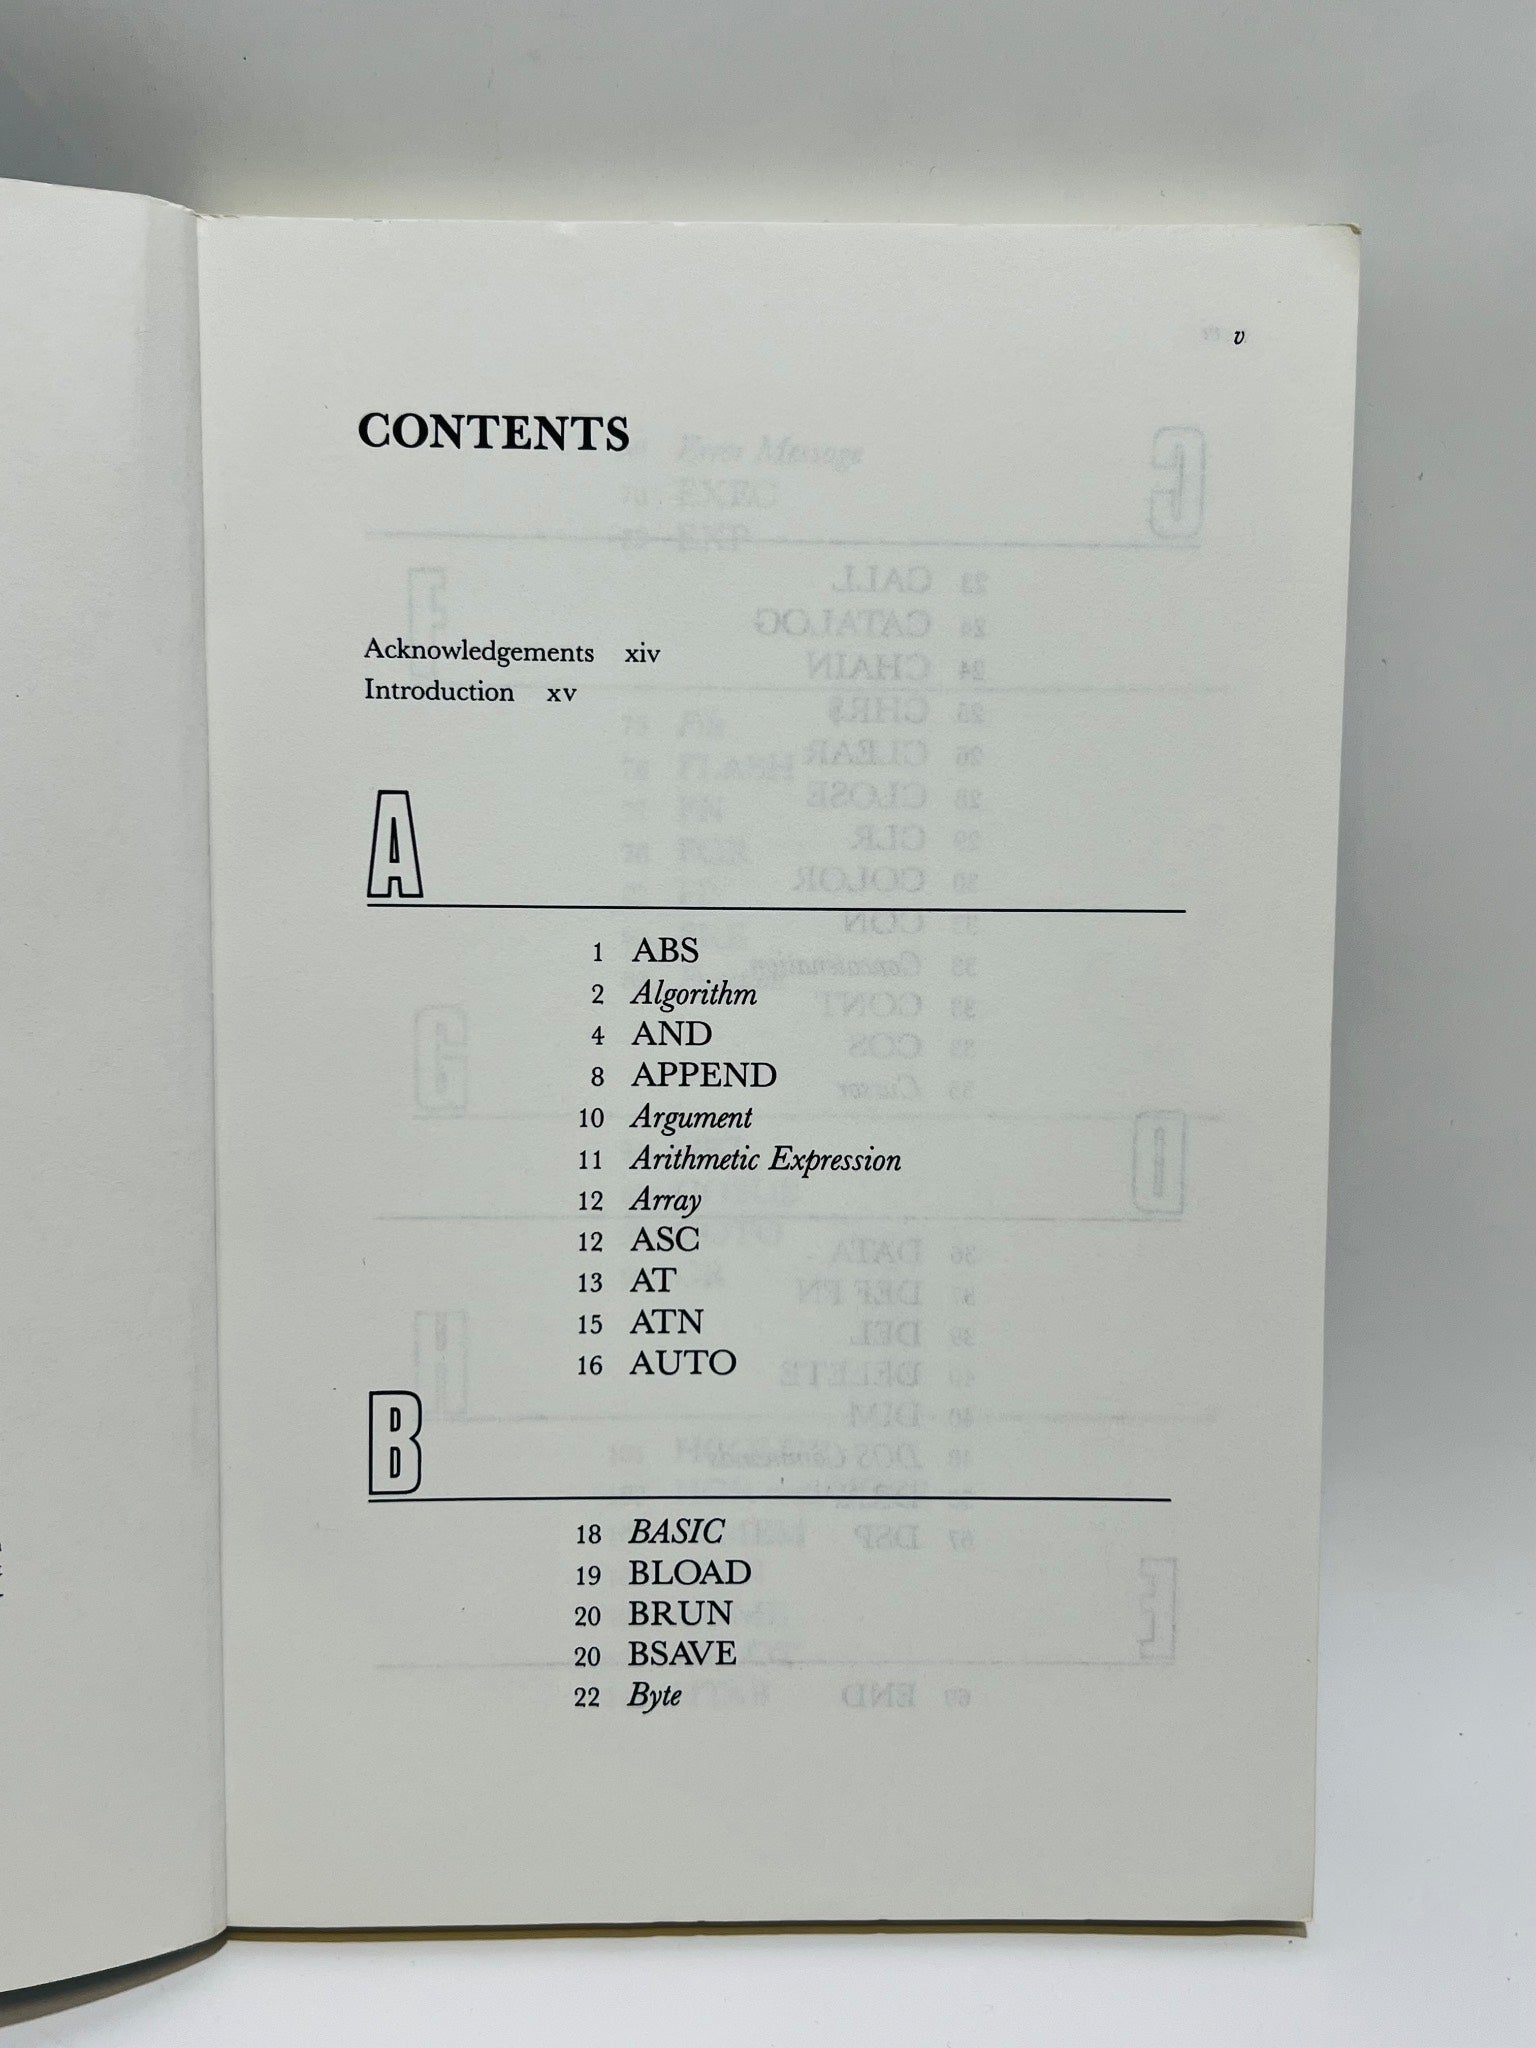 v
CONTENTS
Acknowledgements xiv
Introduction xv
A
1 ABS
2 Algorithm
4 AND
8 APPEND
10 Argument
11 Arithmetic Expression
12 Array
12 ASC
13 AT
15 ATN
16 AUTO
B
18 BASIC
19 BLOAD
20 BRUN
20 BSAVE
22 Byte